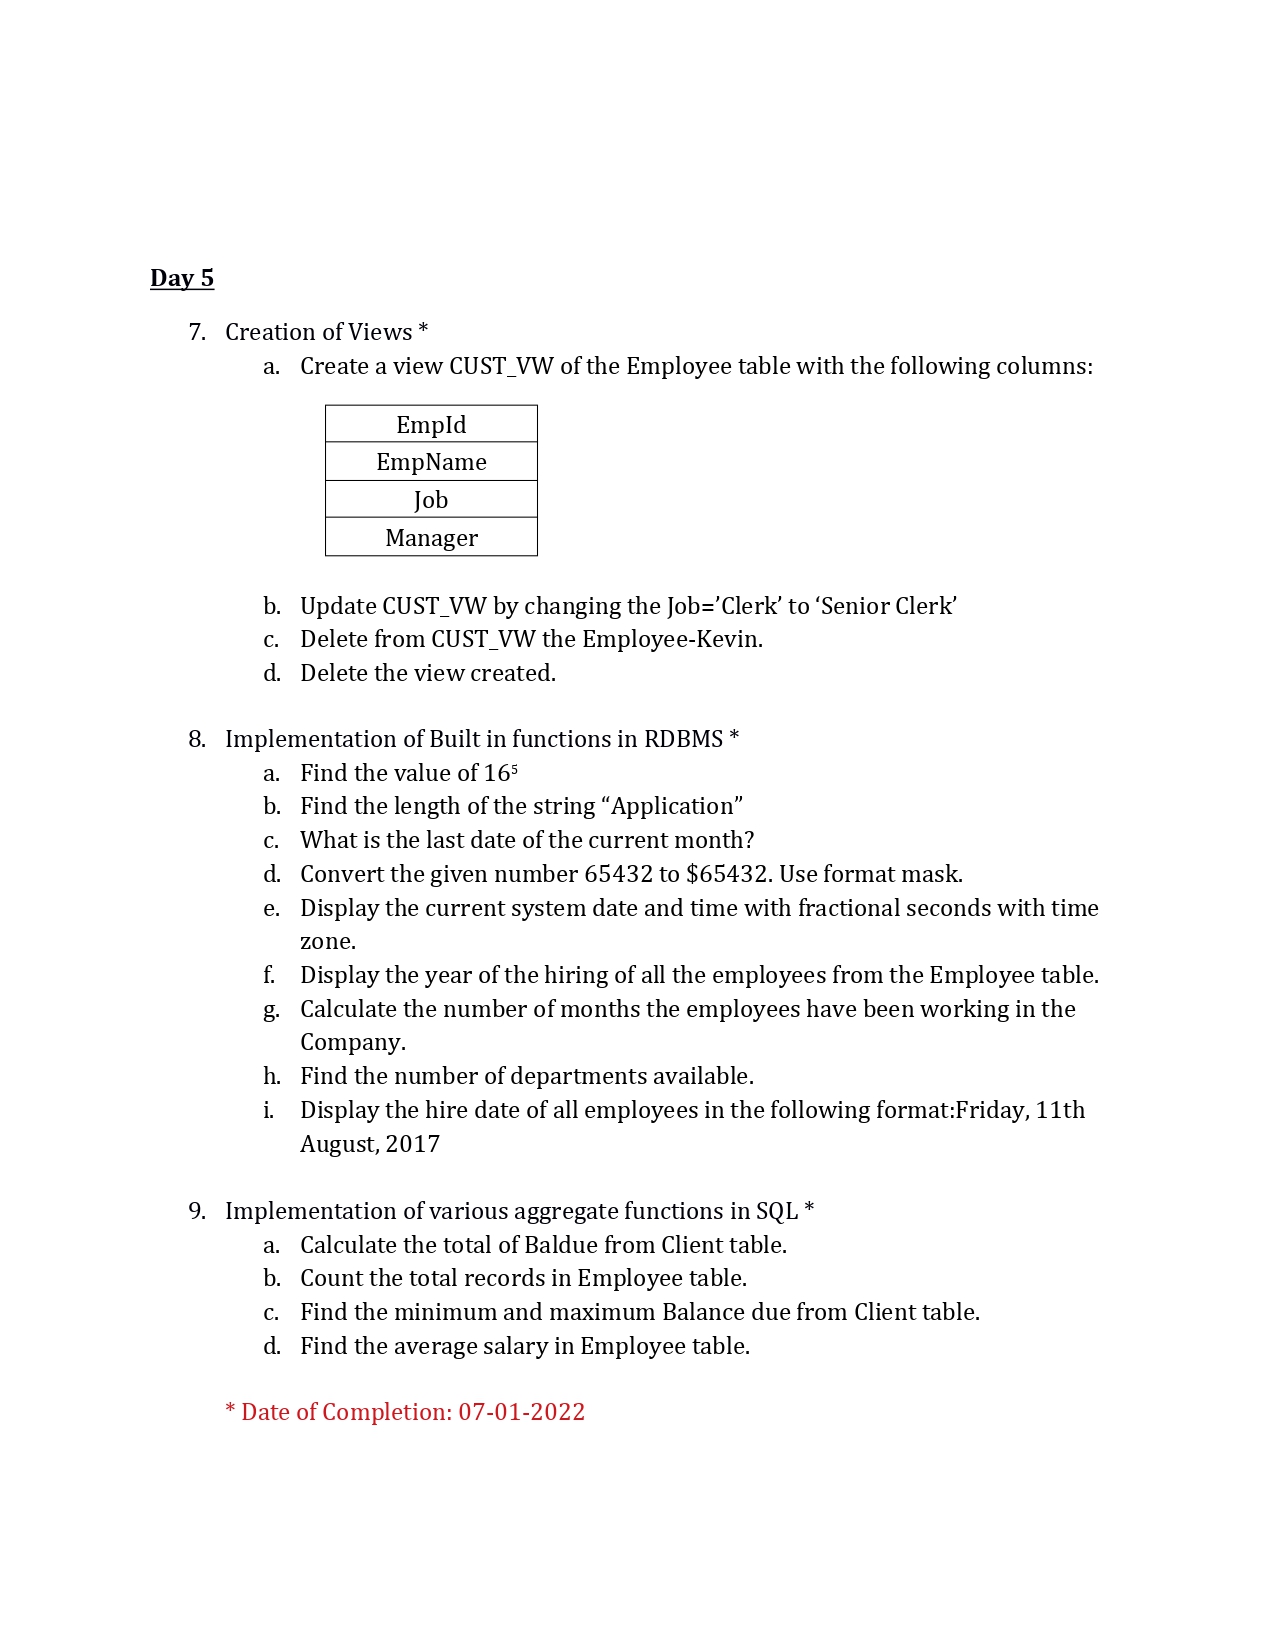 Day 5
7. Creation of Views *
a. Create a view CUST_VW of the Employee table with the following columns:
EmpId
EmpName
Job
Manager
b. Update CUST_VW by changing the Job=’Clerk’ to ‘Senior Clerk’
c. Delete from CUST_VW the Employee-Kevin.
d. Delete the view created.
8. Implementation of Built in functions in RDBMS *
a. Find the value of 16⁵
b. Find the length of the string “Application”
c. What is the last date of the current month?
d. Convert the given number 65432 to $65432. Use format mask.
e. Display the current system date and time with fractional seconds with time
zone.
f. Display the year of the hiring of all the employees from the Employee table.
g. Calculate the number of months the employees have been working in the
Company.
h. Find the number of departments available.
i. Display the hire date of all employees in the following format:Friday, 11th
August, 2017
9. Implementation of various aggregate functions in SQL *
a. Calculate the total of Baldue from Client table.
b. Count the total records in Employee table.
c. Find the minimum and maximum Balance due from Client table.
d. Find the average salary in Employee table.
* Date of Completion: 07-01-2022